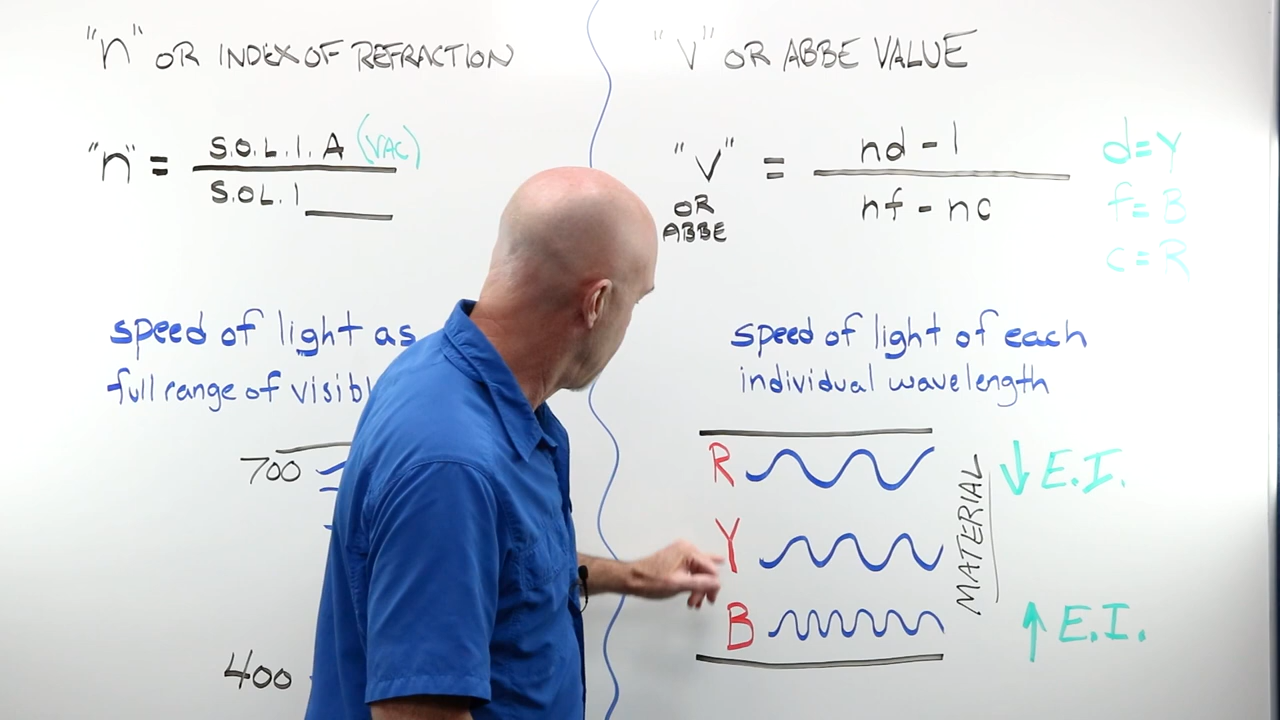 "n" OR INDEX OF REFRACTION
"n" = S.O.L.I.A (VAC)
S.O.L.I ____
speed of light as
full range of visibl
700
400
"V" OR ABBE VALUE
"V" = nd - 1
OR ABBE
nf - nc
d=Y
f=B
c=R
speed of light of each
individual wavelength
R
Y
B
MATERIAL
↓ E.I.
↑ E.I.